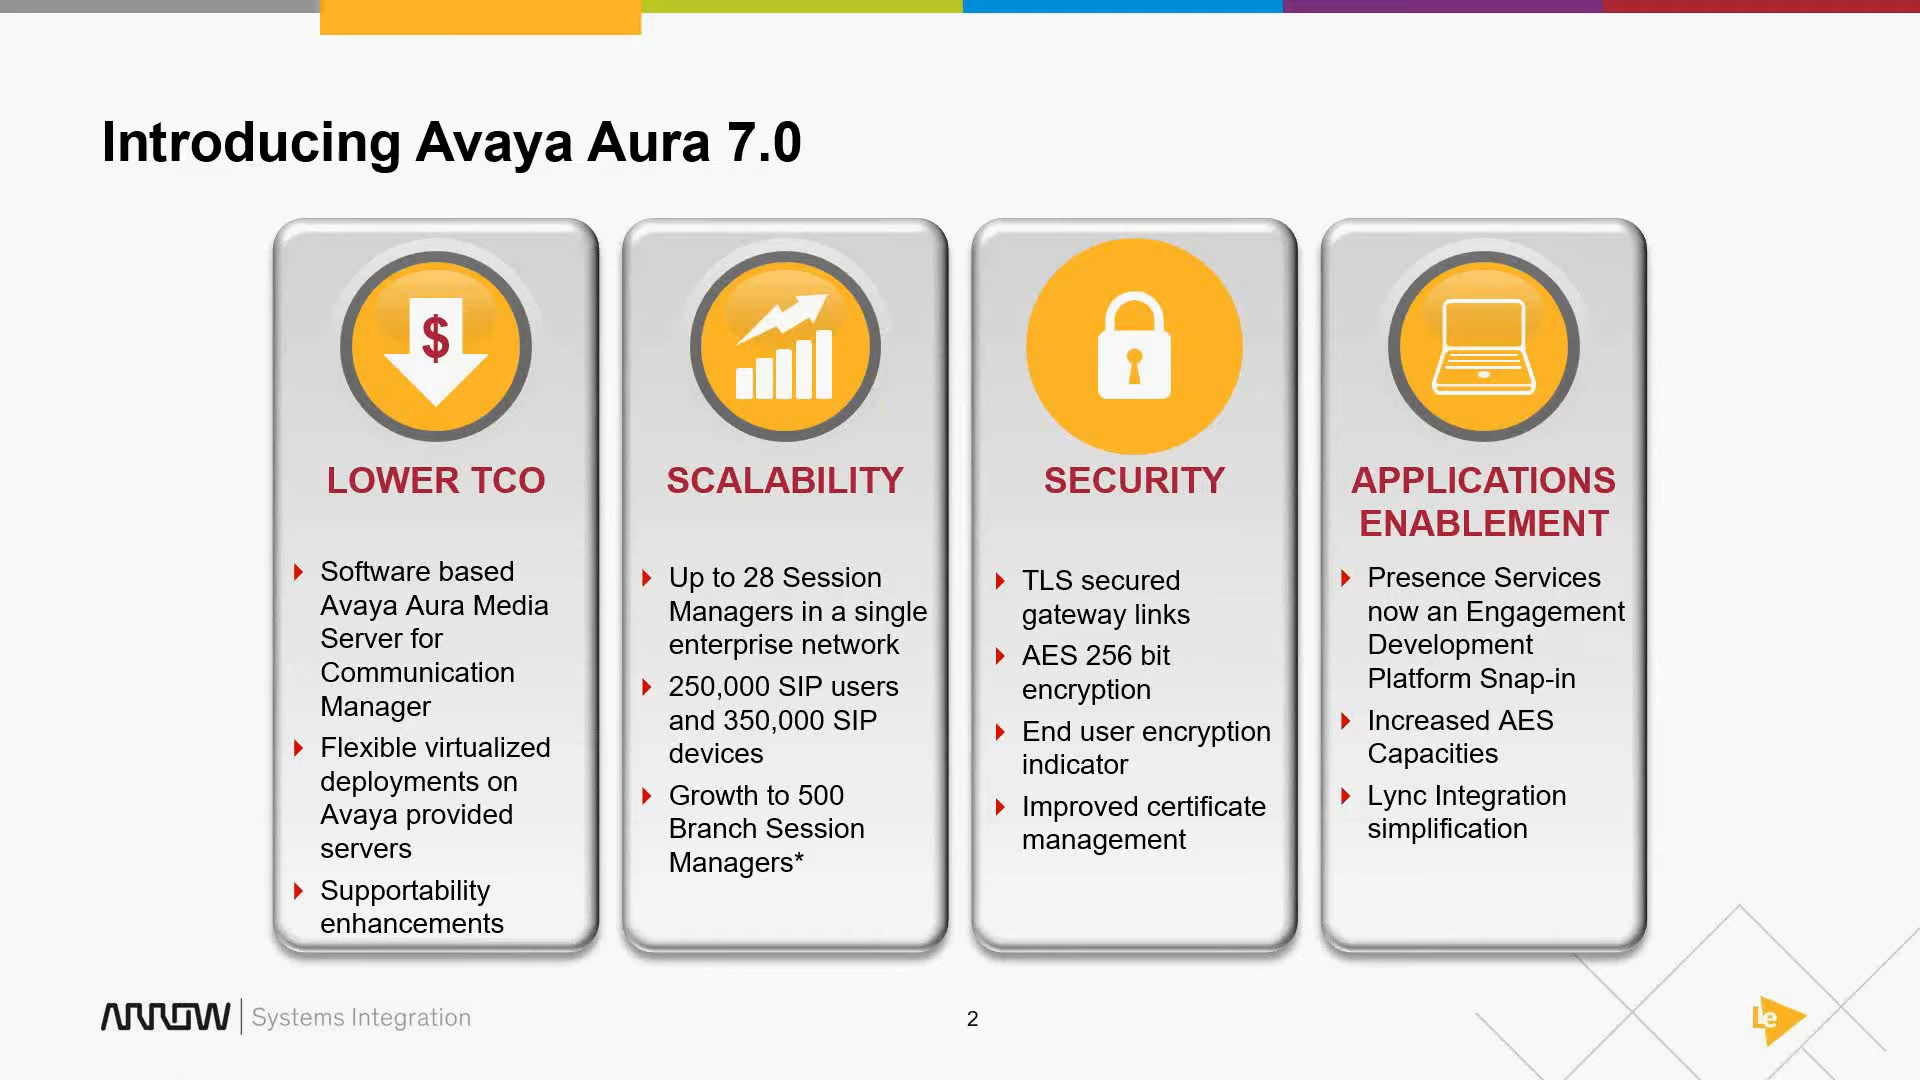 Introducing Avaya Aura 7.0
$
LOWER TCO
Software based
Avaya Aura Media
Server for
Communication
Manager
Flexible virtualized
deployments on
Avaya provided
servers
Supportability
enhancements
SCALABILITY
Up to 28 Session
Managers in a single
enterprise network
250,000 SIP users
and 350,000 SIP
devices
Growth to 500
Branch Session
Managers*
SECURITY
TLS secured
gateway links
AES 256 bit
encryption
End user encryption
indicator
Improved certificate
management
APPLICATIONS
ENABLEMENT
Presence Services
now an Engagement
Development
Platform Snap-in
Increased AES
Capacities
Lync Integration
simplification
ARROW | Systems Integration
2
Le